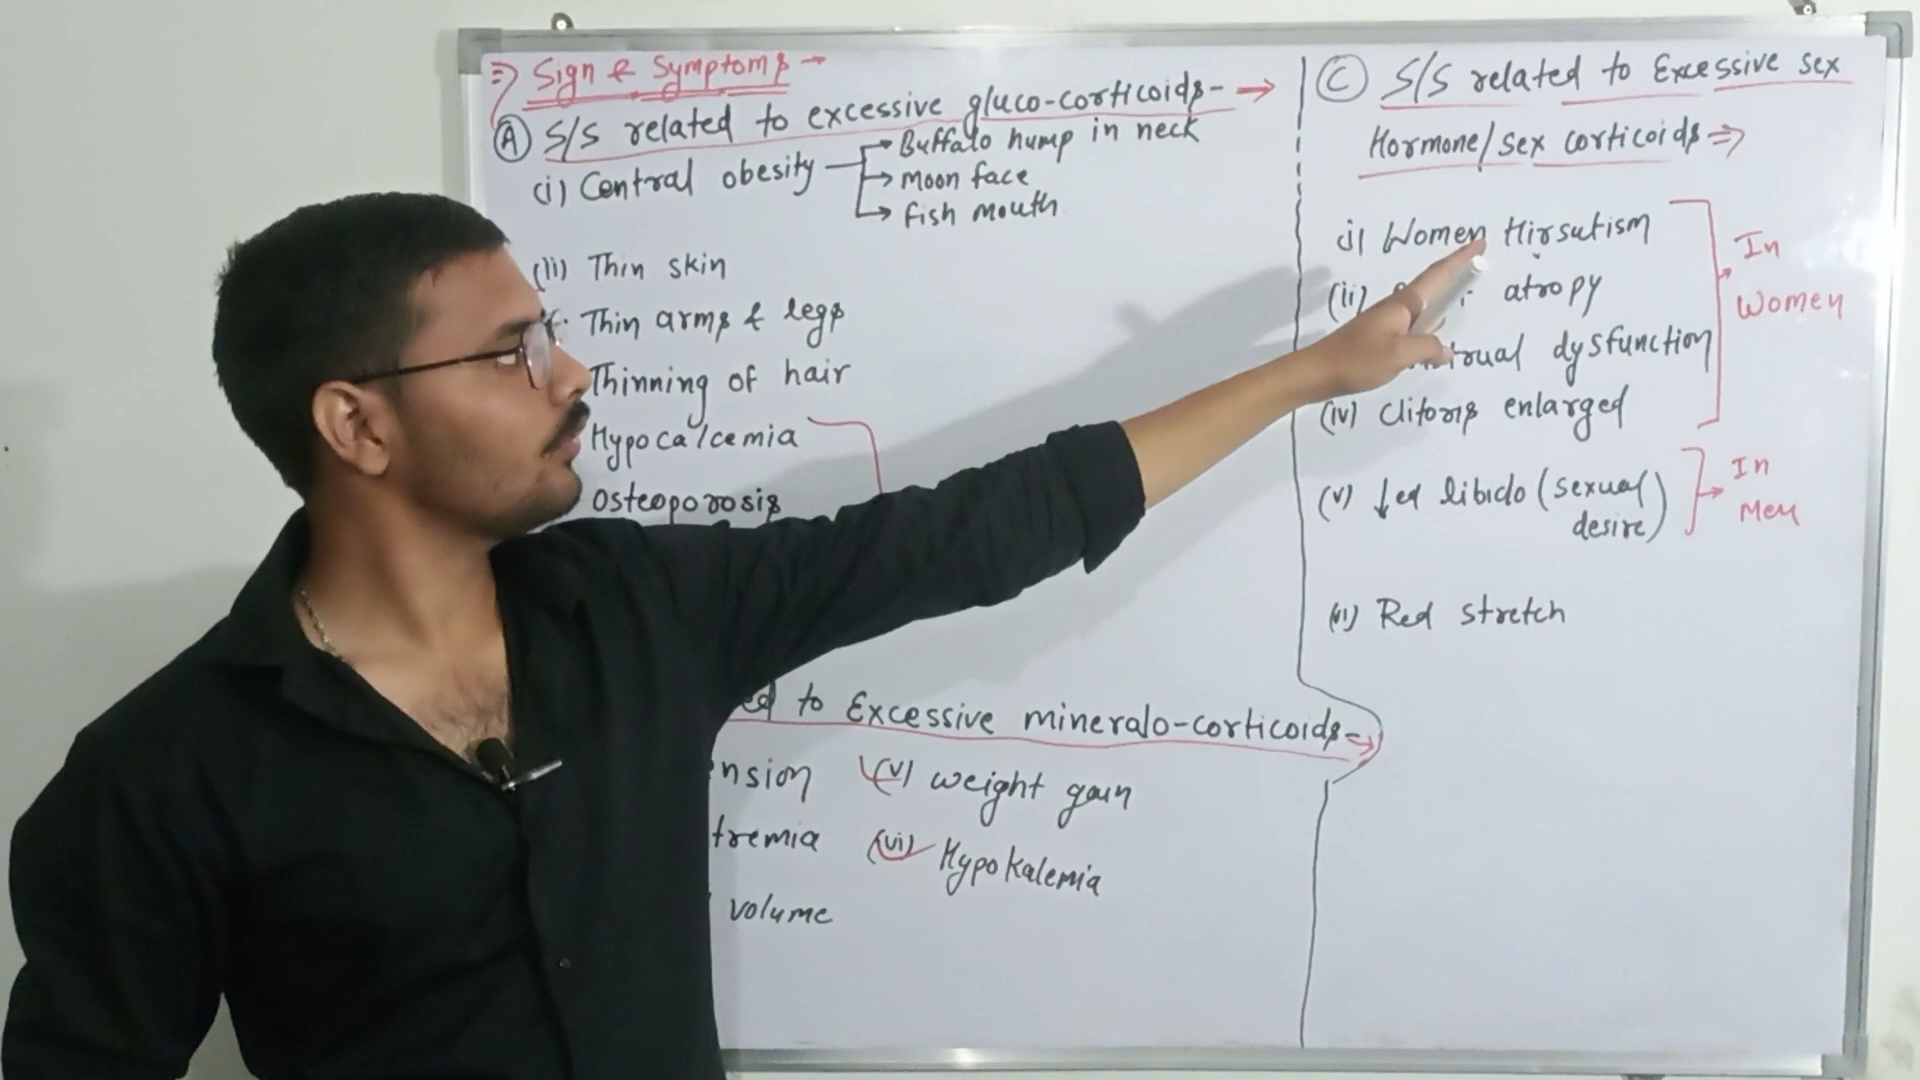 ⇒ Sign & Symptoms →
(A) S/S related to excessive gluco-corticoids- →
(i) Central obesity → Buffalo hump in neck
→ moon face
→ fish mouth
(ii) Thin skin
Thin arms & legs
Thinning of hair
Hypocalcemia
Osteoporosis
ed to Excessive mineralo-corticoids- →
nsion (v) weight gain
tremia (vi) Hypokalemia
volume
(C) S/S related to Excessive sex
Hormone/sex corticoids ⇒
(i) Women Hirsutism
(ii) atropy
trual dysfunction
(iv) clitoris enlarged
In
Women
(v) ↓ed libido (sexual
desire)
In
Men
(vi) Red stretch